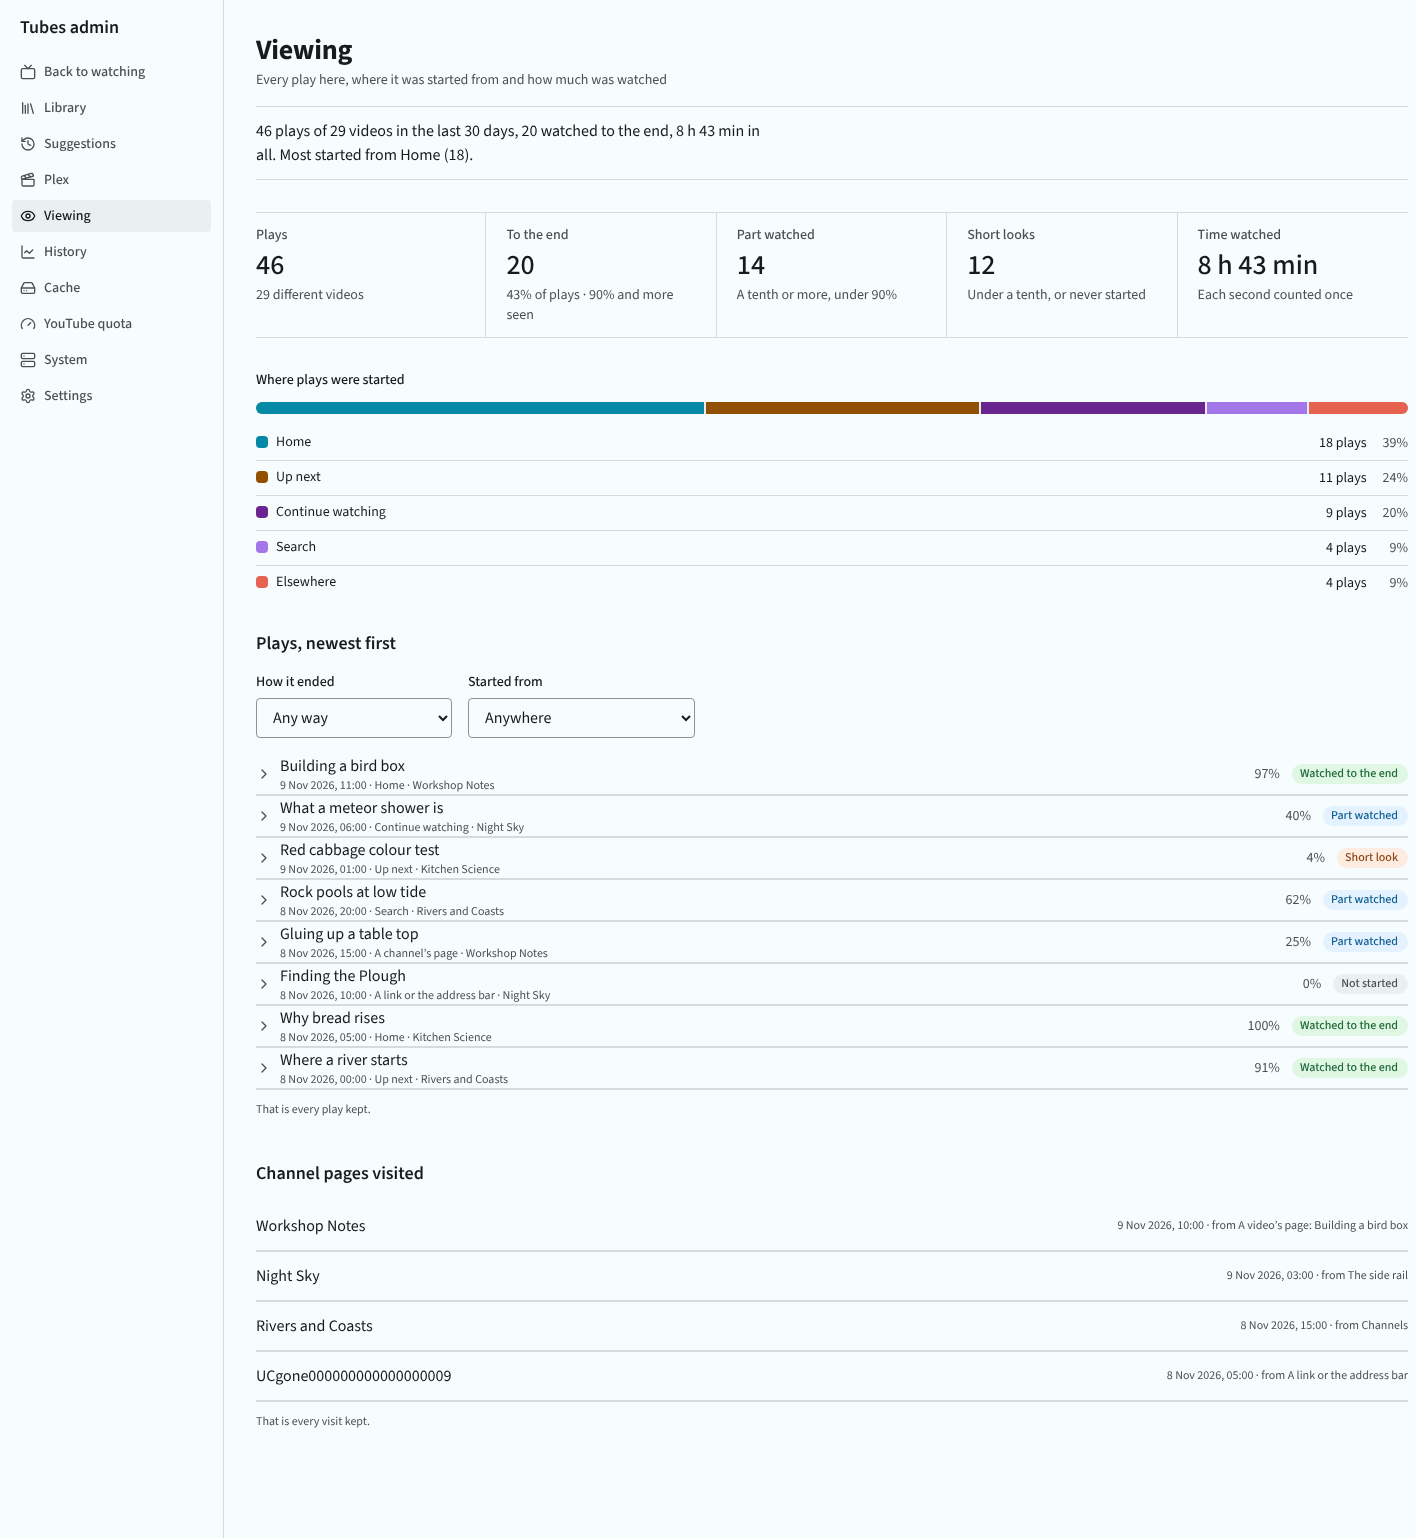 Tubes admin
Back to watching
Library
Suggestions
Plex
Viewing
History
Cache
YouTube quota
System
Settings
Viewing
Every play here, where it was started from and how much was watched
46 plays of 29 videos in the last 30 days, 20 watched to the end, 8 h 43 min in
all. Most started from Home (18).
Plays
46
29 different videos
To the end
20
43% of plays · 90% and more
seen
Part watched
14
A tenth or more, under 90%
Short looks
12
Under a tenth, or never started
Time watched
8 h 43 min
Each second counted once
Where plays were started
Home 18 plays 39%
Up next 11 plays 24%
Continue watching 9 plays 20%
Search 4 plays 9%
Elsewhere 4 plays 9%
Plays, newest first
How it ended
Any way
Started from
Anywhere
Building a bird box
9 Nov 2026, 11:00 · Home · Workshop Notes
97% Watched to the end
What a meteor shower is
9 Nov 2026, 06:00 · Continue watching · Night Sky
40% Part watched
Red cabbage colour test
9 Nov 2026, 01:00 · Up next · Kitchen Science
4% Short look
Rock pools at low tide
8 Nov 2026, 20:00 · Search · Rivers and Coasts
62% Part watched
Gluing up a table top
8 Nov 2026, 15:00 · A channel’s page · Workshop Notes
25% Part watched
Finding the Plough
8 Nov 2026, 10:00 · A link or the address bar · Night Sky
0% Not started
Why bread rises
8 Nov 2026, 05:00 · Home · Kitchen Science
100% Watched to the end
Where a river starts
8 Nov 2026, 00:00 · Up next · Rivers and Coasts
91% Watched to the end
That is every play kept.
Channel pages visited
Workshop Notes 9 Nov 2026, 10:00 · from A video’s page: Building a bird box
Night Sky 9 Nov 2026, 03:00 · from The side rail
Rivers and Coasts 8 Nov 2026, 15:00 · from Channels
UCgone000000000000000009 8 Nov 2026, 05:00 · from A link or the address bar
That is every visit kept.